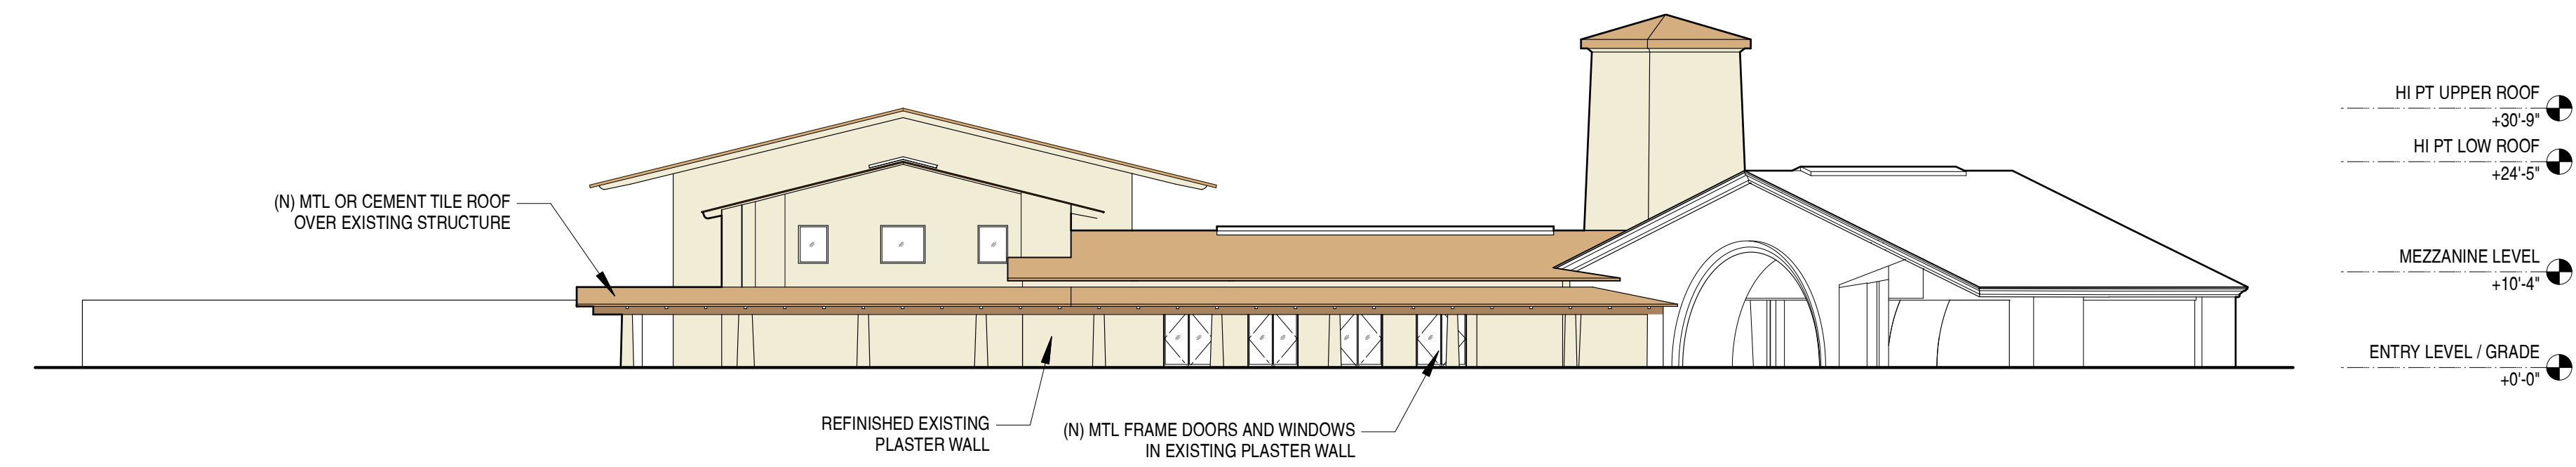 HI PT UPPER ROOF
+30'-9"
HI PT LOW ROOF
+24'-5"
(N) MTL OR CEMENT TILE ROOF
OVER EXISTING STRUCTURE
MEZZANINE LEVEL
+10'-4"
ENTRY LEVEL / GRADE
+0'-0"
REFINISHED EXISTING
PLASTER WALL
(N) MTL FRAME DOORS AND WINDOWS
IN EXISTING PLASTER WALL